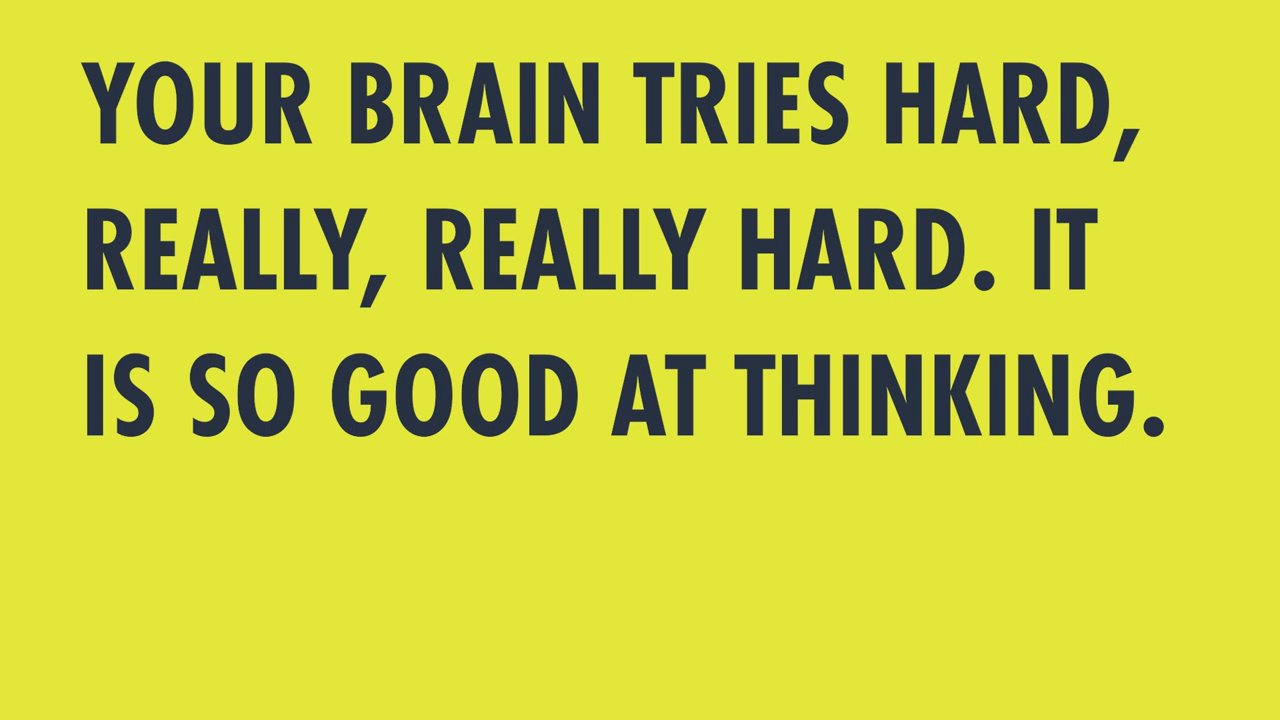 YOUR BRAIN TRIES HARD,
REALLY, REALLY HARD. IT
IS SO GOOD AT THINKING.